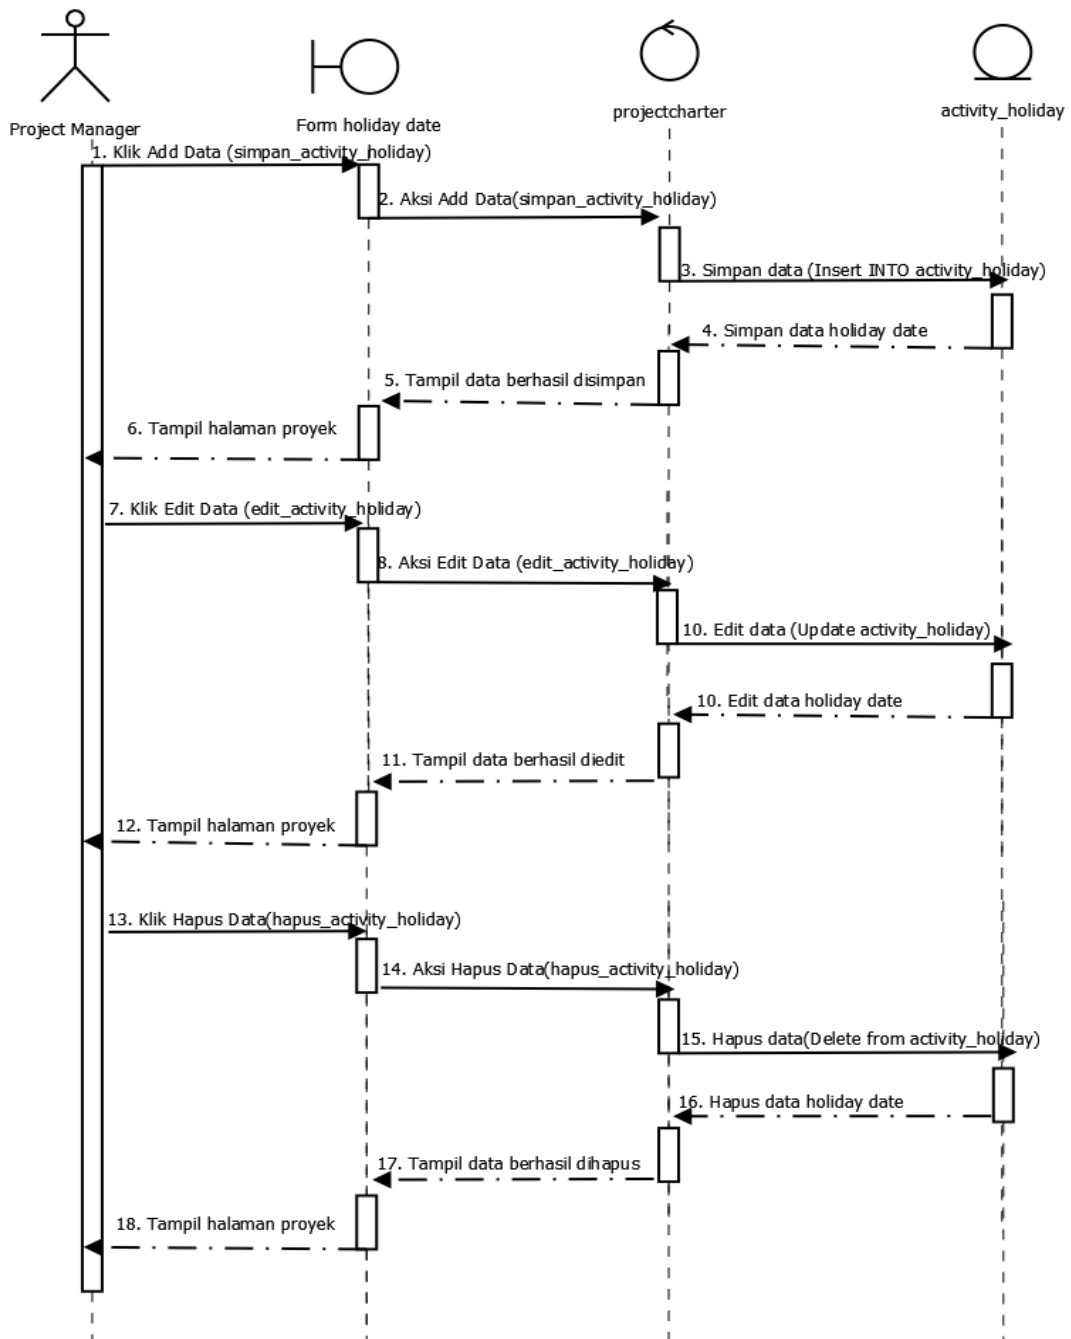 Project Manager
Form holiday date
projectcharter
activity_holiday
1. Klik Add Data (simpan_activity_holiday)
2. Aksi Add Data(simpan_activity_holiday)
3. Simpan data (Insert INTO activity_holiday)
4. Simpan data holiday date
5. Tampil data berhasil disimpan
6. Tampil halaman proyek
7. Klik Edit Data (edit_activity_holiday)
8. Aksi Edit Data (edit_activity_holiday)
10. Edit data (Update activity_holiday)
10. Edit data holiday date
11. Tampil data berhasil diedit
12. Tampil halaman proyek
13. Klik Hapus Data(hapus_activity_holiday)
14. Aksi Hapus Data(hapus_activity_holiday)
15. Hapus data(Delete from activity_holiday)
16. Hapus data holiday date
17. Tampil data berhasil dihapus
18. Tampil halaman proyek